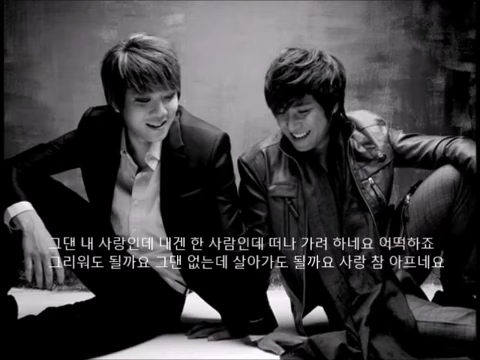 그댄 내 사랑인데 내겐 한 사람인데 떠나 가려 하네요 어떡하죠
그리워도 될까요 그댄 없는데 살아가도 될까요 사랑 참 아프네요